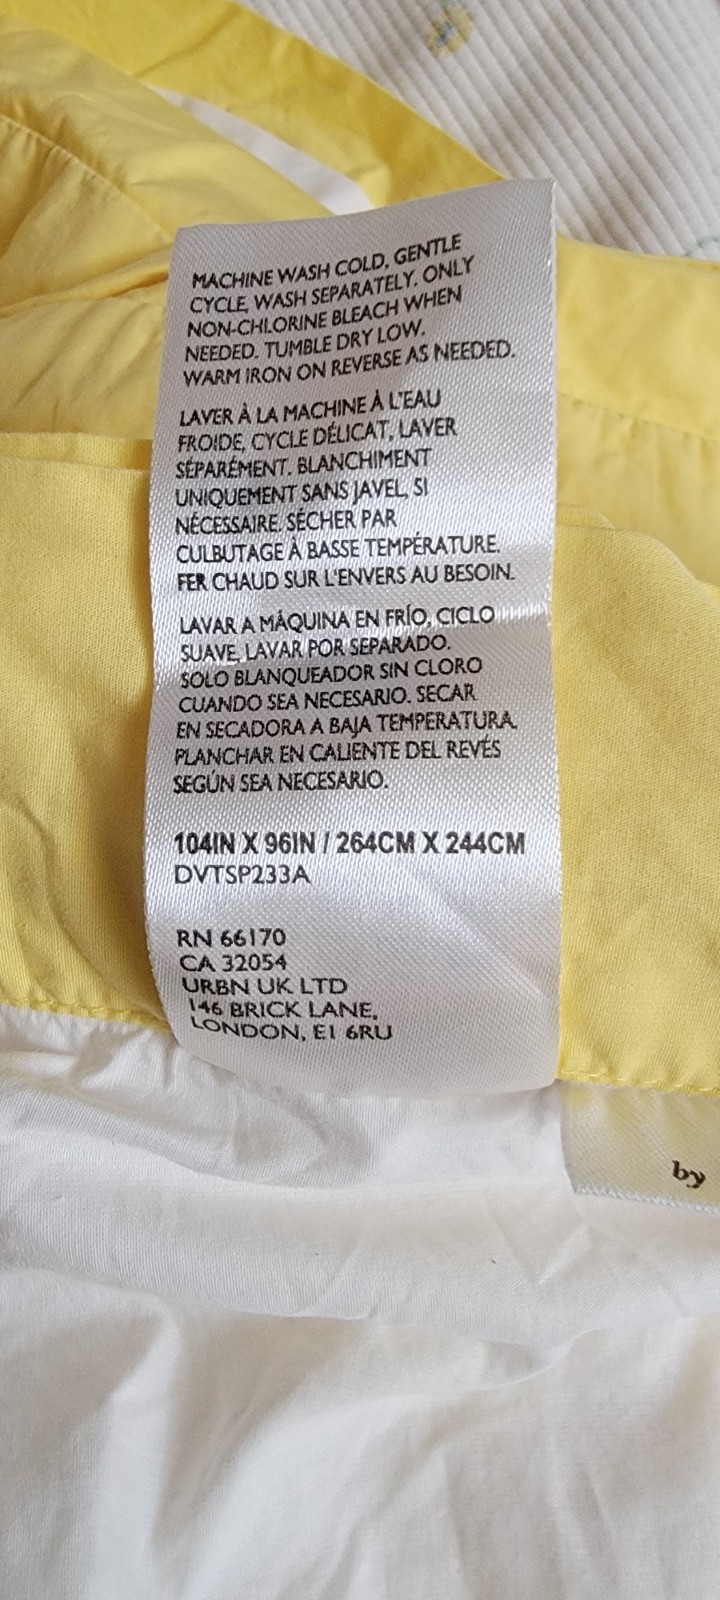 MACHINE WASH COLD, GENTLE
CYCLE, WASH SEPARATELY. ONLY
NON-CHLORINE BLEACH WHEN
NEEDED. TUMBLE DRY LOW.
WARM IRON ON REVERSE AS NEEDED.
LAVER À LA MACHINE À L'EAU
FROIDE, CYCLE DÉLICAT, LAVER
SÉPARÉMENT. BLANCHIMENT
UNIQUEMENT SANS JAVEL, SI
NÉCESSAIRE. SÉCHER PAR
CULBUTAGE À BASSE TEMPÉRATURE.
FER CHAUD SUR L'ENVERS AU BESOIN.
LAVAR A MÁQUINA EN FRÍO, CICLO
SUAVE, LAVAR POR SEPARADO.
SOLO BLANQUEADOR SIN CLORO
CUANDO SEA NECESARIO. SECAR
EN SECADORA A BAJA TEMPERATURA.
PLANCHAR EN CALIENTE DEL REVÉS
SEGÚN SEA NECESARIO.
104IN X 96IN / 264CM X 244CM
DVTSP233A
RN 66170
CA 32054
URBN UK LTD
146 BRICK LANE,
LONDON, E1 6RU
by